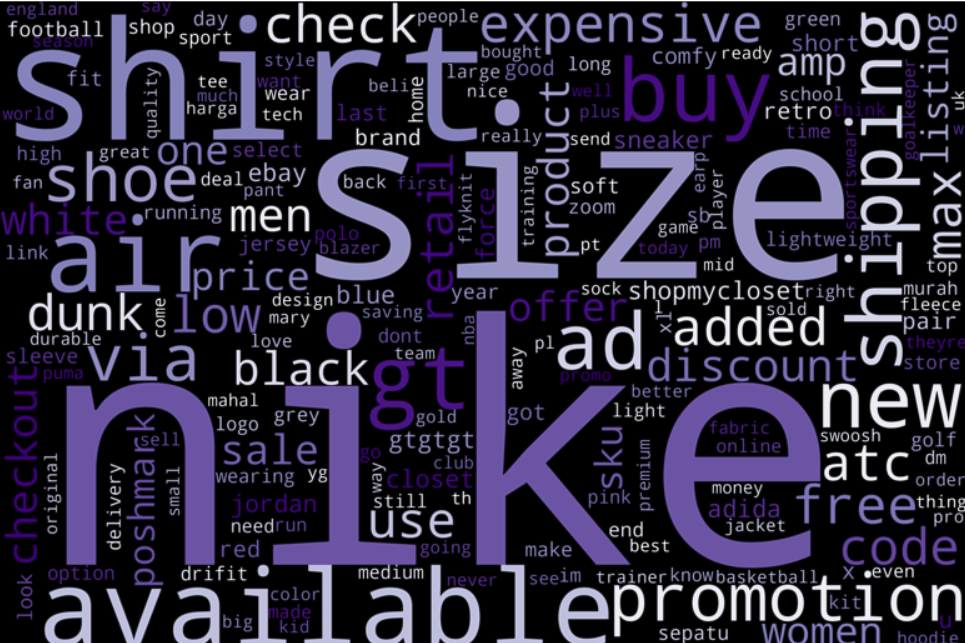 england
say
football
shop
day
season
sport
check
people
expensive
green
bought
short
shirt.
fit
style
large
good
long
comfy
ready
amp
shipping
listing
uk
tee
want
beli
home
nice
well
buy
school
world
quality
much
wear
harga
tech
last
plus
retro
think
goalkeeper
w
brand
really
product
send
sneaker
time
high
great
one
select
size
sportswear
max
fan
shoe
deal
ebay
back
first
retail
flyknit
force
training
soft
earp
player
pant
zoom
white
running
men
sb
game
jersey
polo
blazer
pt
today
pm
lightweight
link
air
price
mid
top
sock
shopmycloset
right
murah
dunk
come
low
design
blue
year
offer
xl
sold
fleece
mary
saving
added
pair
durable
love
dont
nba
pl
ad
theyre
sleeve
via
team
away
discount
store
puma
black
gt
promo
checkout
nike
better
new
mahal
logo
grey
gold
got
light
sku
fabric
swoosh
golf
sell
sale
gtgtgt
online
dm
original
poshmark
small
wearing
yg
go
club
premium
atc
order
delivery
way
closet
pink
money
free
thing
jordan
still
th
adida
pro
need
run
use
end
jacket
red
going
make
best
code
option
drifit
medium
never
see
im
trainer
know
basketball
x
even
look
available
color
made
kid
big
promotion
kit
u
sepatu
women
hoodie